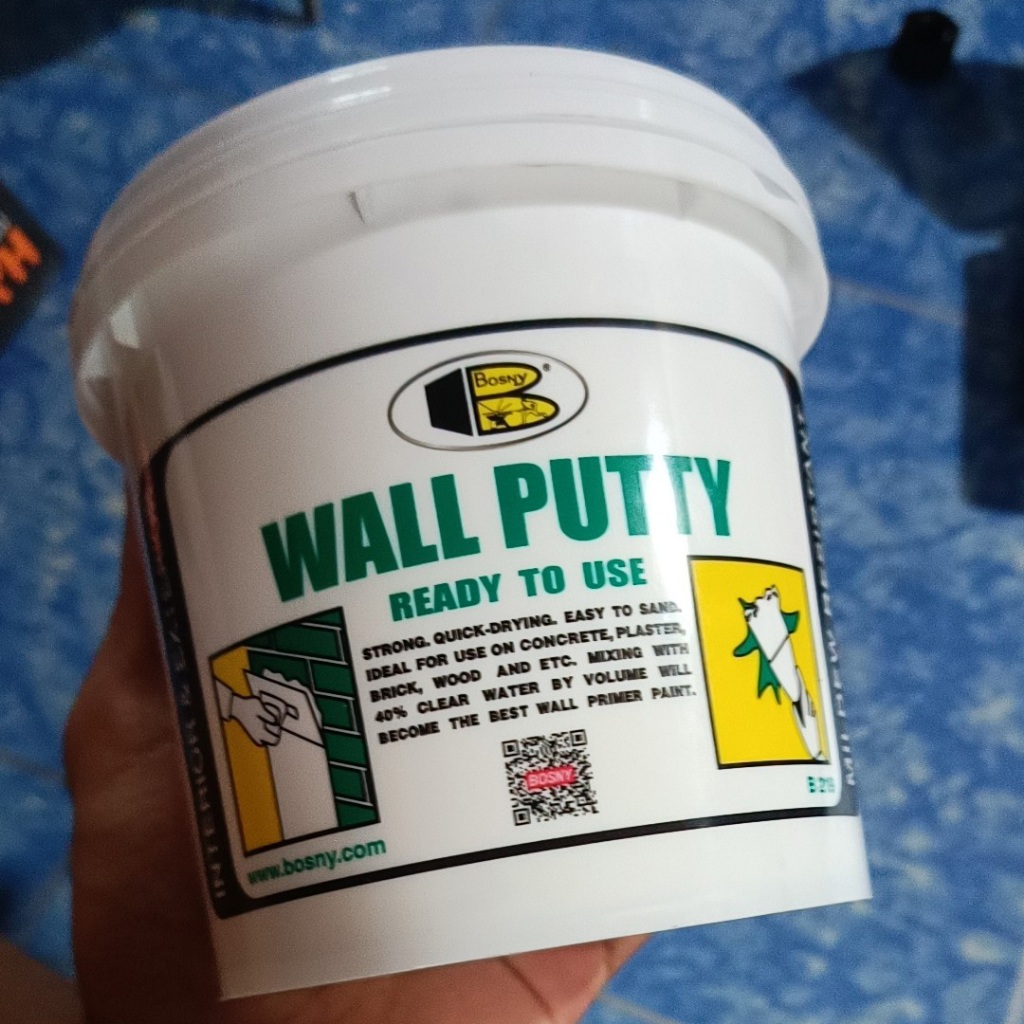 BOSNY
®
WALL PUTTY
READY TO USE
STRONG. QUICK-DRYING. EASY TO SAND.
IDEAL FOR USE ON CONCRETE, PLASTER,
BRICK, WOOD AND ETC. MIXING WITH
40% CLEAR WATER BY VOLUME WILL
BECOME THE BEST WALL PRIMER PAINT.
BOSNY
www.bosny.com
INTERIOR &
MILDEW